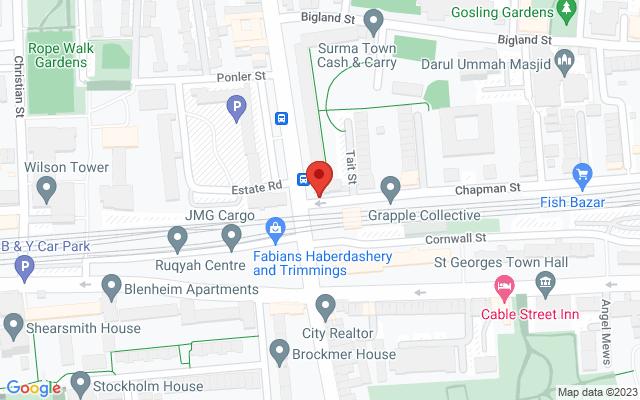 Bigland St
Gosling Gardens
Rope Walk
Gardens
Surma Town
Cash & Carry
Bigland St
Darul Ummah Masjid
Christian St
Ponler St
P
Wilson Tower
Tait St
Estate Rd
Chapman St
JMG Cargo
Grapple Collective
Fish Bazar
B & Y Car Park
P
Ruqyah Centre
Fabians Haberdashery
and Trimmings
Cornwall St
St Georges Town Hall
Blenheim Apartments
Cable Street Inn
Shearsmith House
City Realtor
Angel Mews
Brockmer House
Stockholm House
Google
Map data ©2023